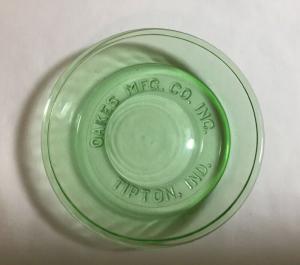 OAKES MFG. CO. INC.
TIPTON, IND.